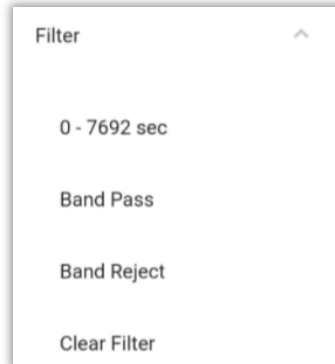 Filter
0 - 7692 sec
Band Pass
Band Reject
Clear Filter